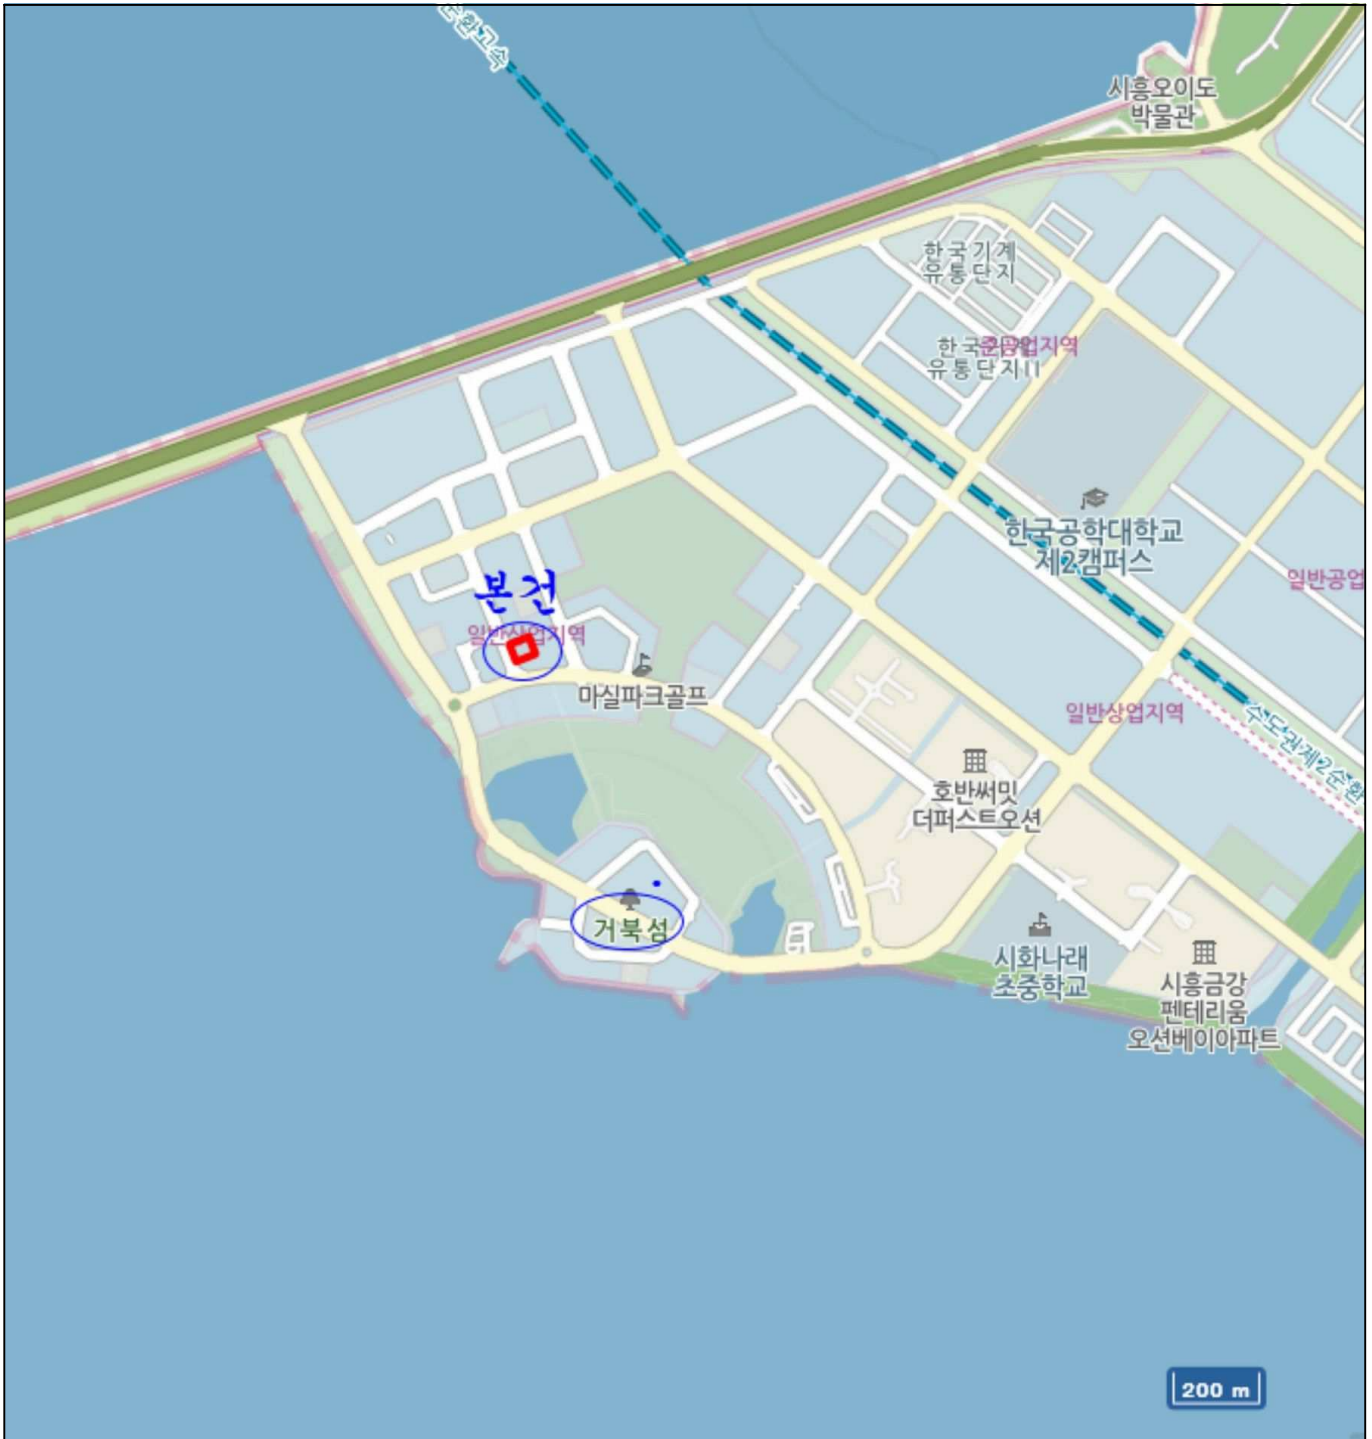 순환고속
시흥오이도
박물관
한국기계
유통단지
준공업지역
유통단지II
한국공학대학교
제2캠퍼스
일반공업
본건
일반상업지역
마실파크골프
일반상업지역
수도권제2순환
호반써밋
더퍼스트오션
거북섬
시화나래
초중학교
시흥금강
펜테리움
오션베이아파트
200 m